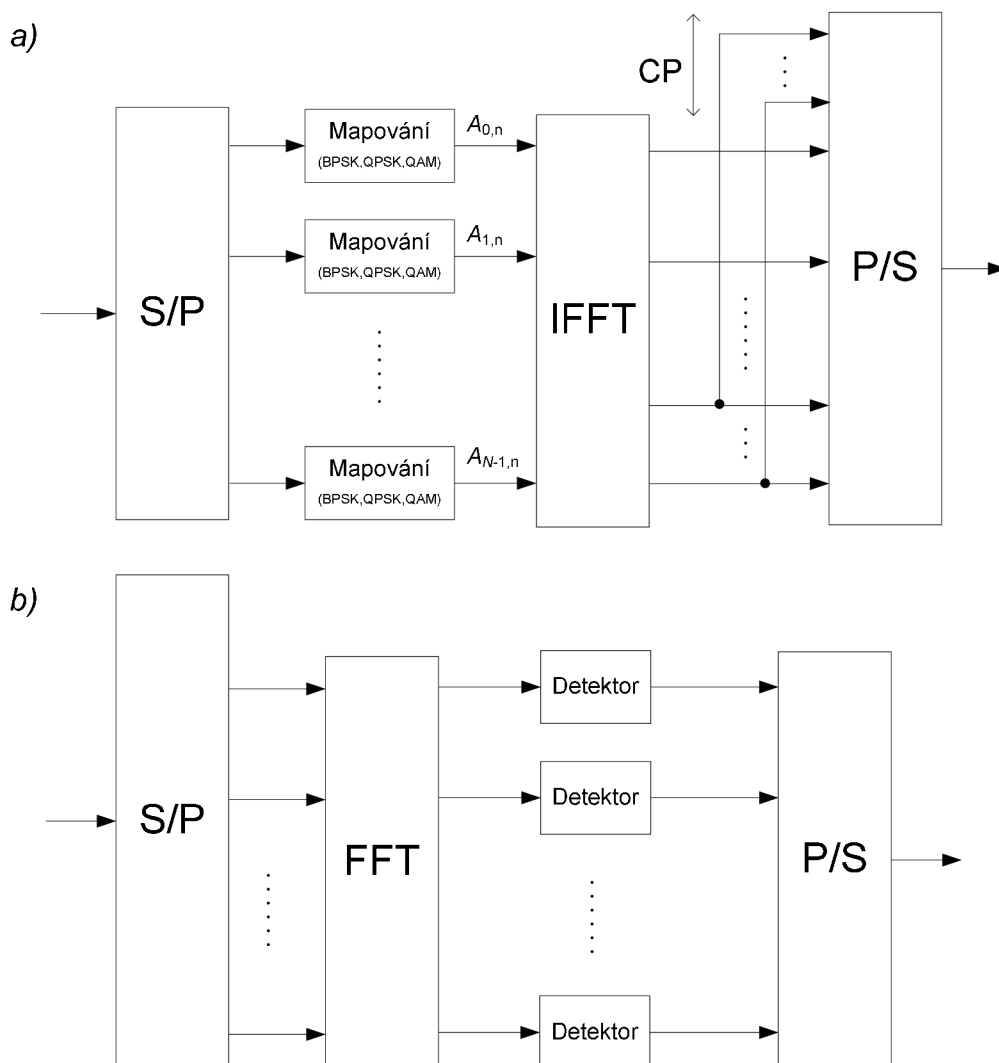 a)
CP
S/P
Mapování
(BPSK,QPSK,QAM)
A0,n
Mapování
(BPSK,QPSK,QAM)
A1,n
Mapování
(BPSK,QPSK,QAM)
AN-1,n
IFFT
P/S
b)
S/P
FFT
Detektor
Detektor
Detektor
P/S